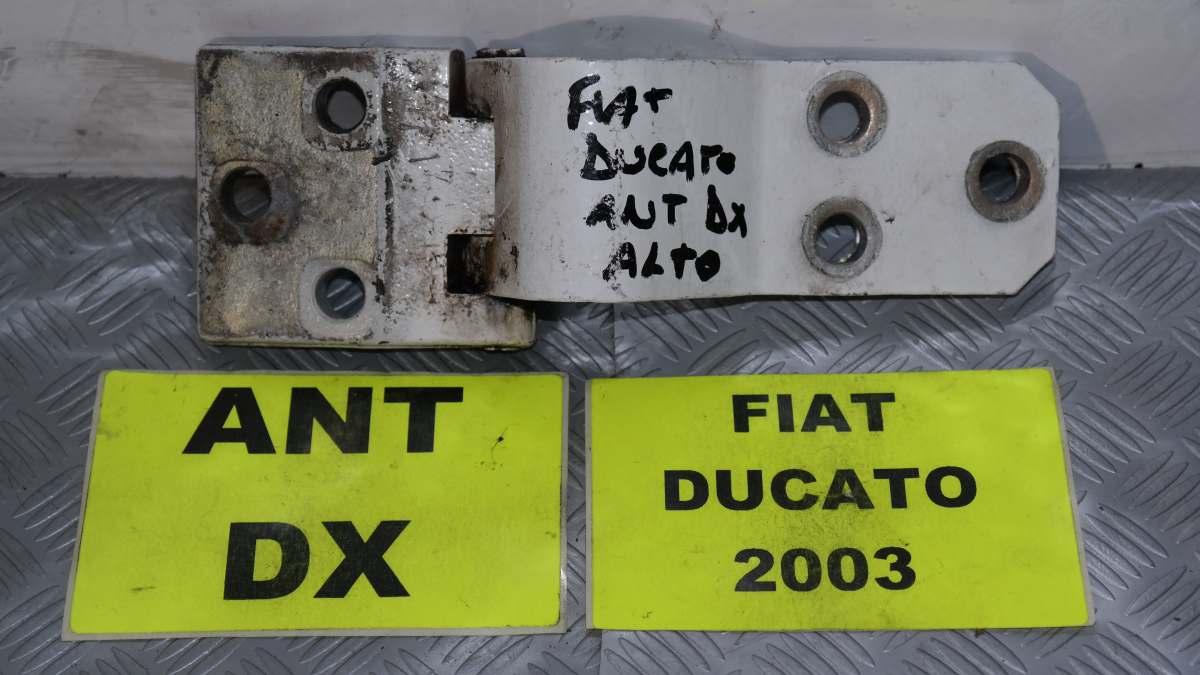 FIAT
DUCATO
ANT DX
ALTO
ANT
DX
FIAT
DUCATO
2003